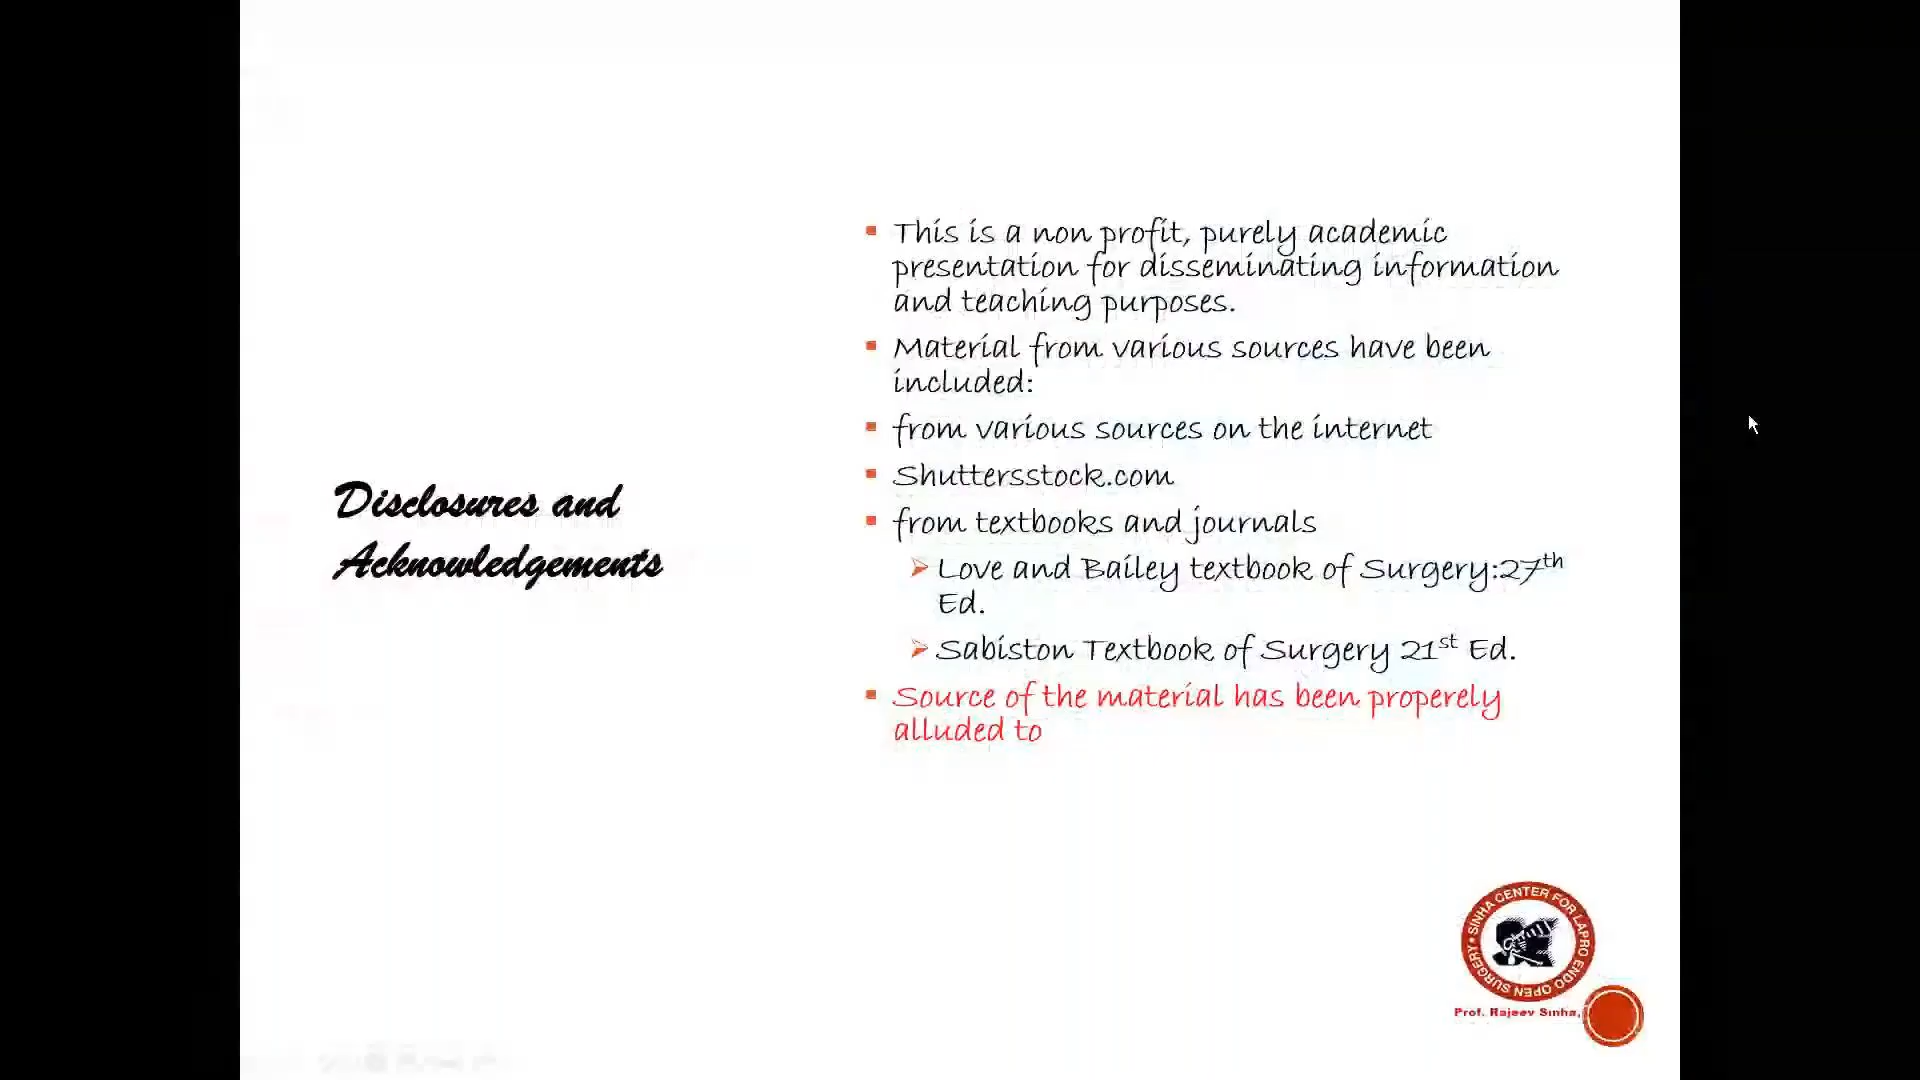 Disclosures and
Acknowledgements
This is a non profit, purely academic
presentation for disseminating information
and teaching purposes.
Material from various sources have been
included:
from various sources on the internet
Shuttersstock.com
from textbooks and journals
Love and Bailey textbook of Surgery:27th
Ed.
Sabiston Textbook of Surgery 21st Ed.
Source of the material has been properely
alluded to
SINHA CENTER FOR LAPRO ENDO OPEN SURGERY
Prof. Rajeev Sinha,